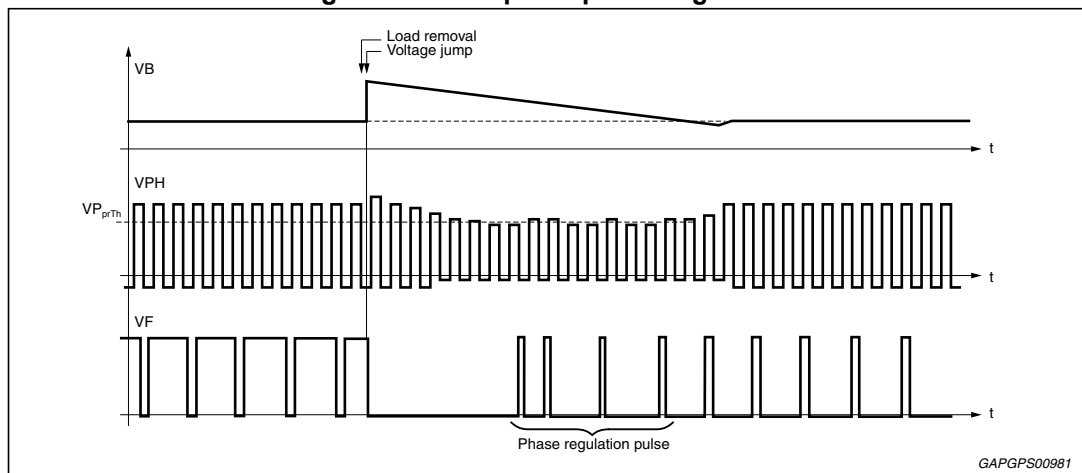 Load removal
Voltage jump
VB
t
VPH
VPprTh
t
VF
t
Phase regulation pulse
GAPGPS00981